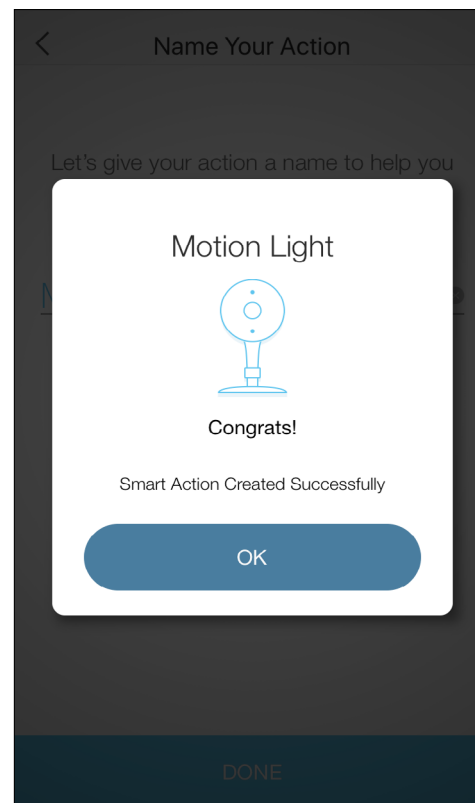 Name Your Action
Let's give your action a name to help you
Motion Light
Congrats!
Smart Action Created Successfully
OK
DONE